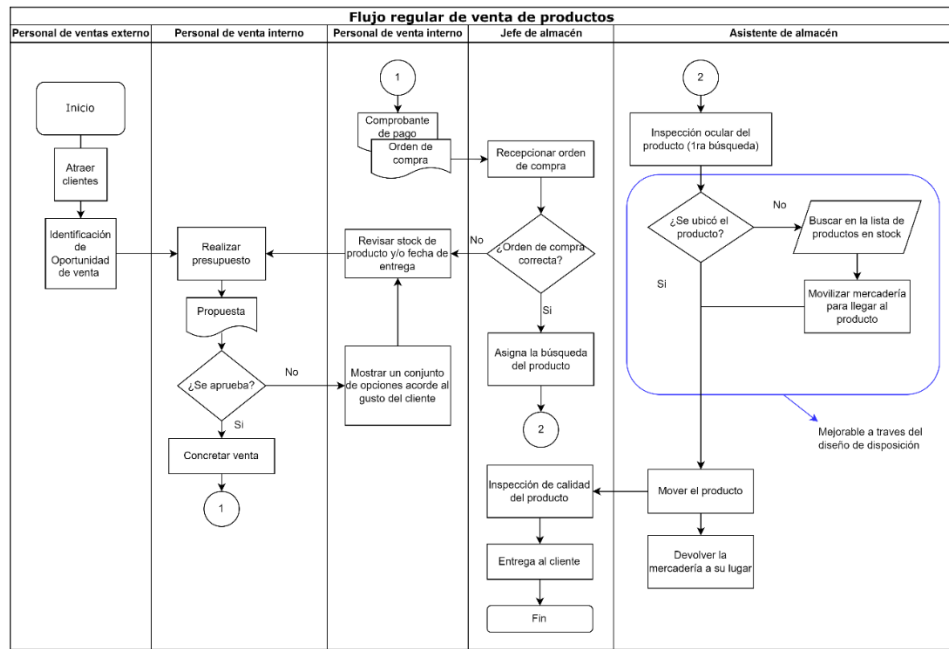 Flujo regular de venta de productos
Personal de ventas externo
Personal de venta interno
Personal de venta interno
Jefe de almacén
Asistente de almacén
Inicio
Atraer
clientes
Identificación
de
Oportunidad
de venta
Realizar
presupuesto
Propuesta
¿Se aprueba?
No
Si
Concretar venta
1
1
Comprobante
de pago
Orden de
compra
Revisar stock de
producto y/o fecha de
entrega
Mostrar un conjunto
de opciones acorde al
gusto del cliente
Recepcionar orden
de compra
¿Orden de compra
correcta?
No
Si
Asigna la búsqueda
del producto
2
Inspección de calidad
del producto
Entrega al cliente
Fin
2
Inspección ocular del
producto (1ra búsqueda)
¿Se ubicó el
producto?
No
Si
Buscar en la lista de
productos en stock
Movilizar mercadería
para llegar al
producto
Mejorable a traves del
diseño de disposición
Mover el producto
Devolver la
mercadería a su lugar